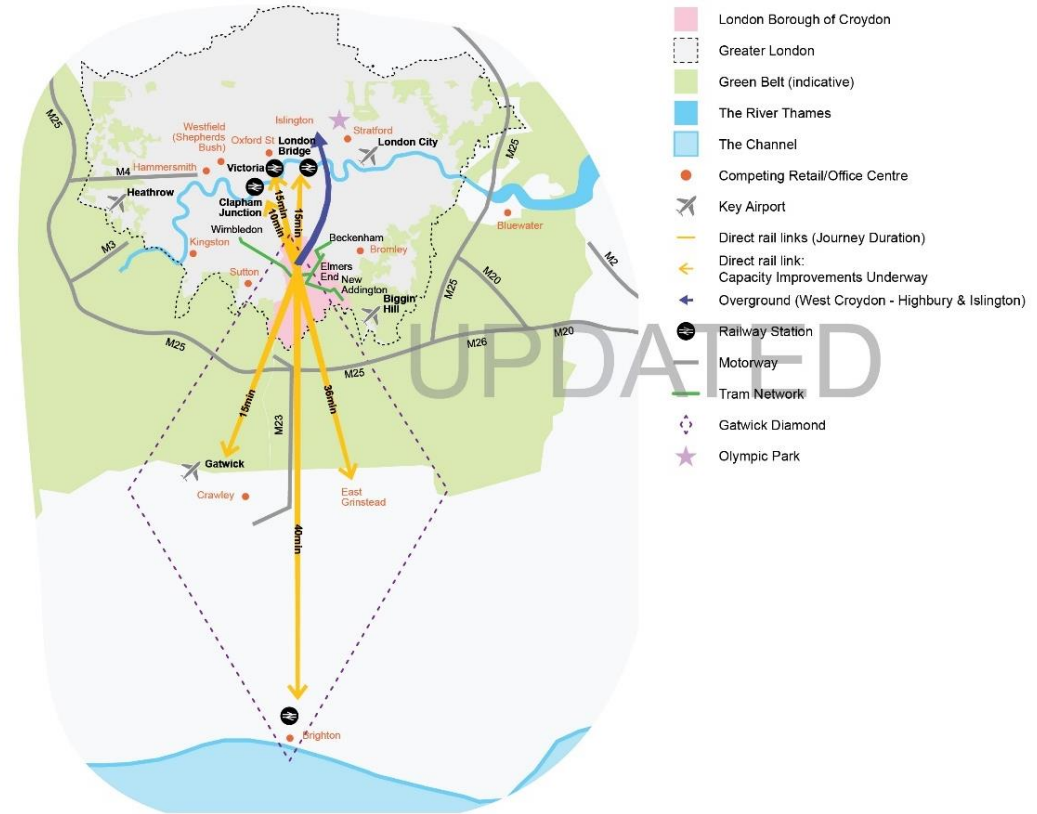 London Borough of Croydon
Greater London
Green Belt (indicative)
The River Thames
The Channel
Competing Retail/Office Centre
Key Airport
Direct rail links (Journey Duration)
Direct rail link:
Capacity Improvements Underway
Overground (West Croydon - Highbury & Islington)
Railway Station
Motorway
Tram Network
Gatwick Diamond
Olympic Park
UPDATED
M25
Islington
Stratford
Westfield
(Shepherds
Bush)
Oxford St
London
Bridge
London City
M25
M4
Hammersmith
Victoria
Heathrow
Clapham
Junction
15min
10min
15min
Wimbledon
Beckenham
Bluewater
M3
Kingston
Bromley
M2
Sutton
Elmers
End
New
Addington
M20
M25
Biggin
Hill
M25
M26
M20
M25
15min
36min
M23
Gatwick
Crawley
East
Grinstead
40min
Brighton